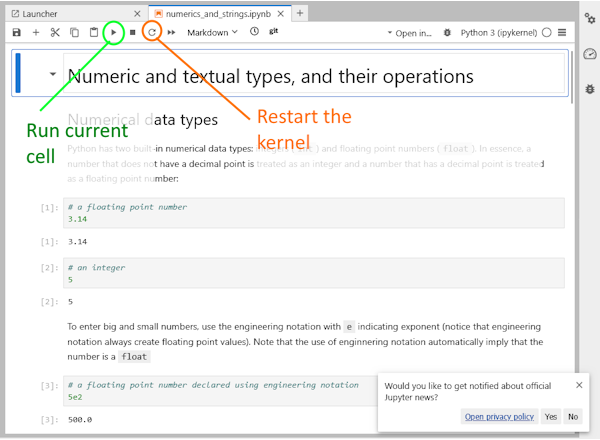 Launcher
numerics_and_strings.ipynb
Markdown
git
Open in...
Python 3 (ipykernel)
Numeric and textual types, and their operations
Numerical data types
Run current
cell
Restart the
kernel
Python has two built-in numerical data types: integers (int) and floating point numbers (float). In essence, a
number that does not have a decimal point is treated as an integer and a number that has a decimal point is treated
as a floating point number:
[1]: # a floating point number
3.14
[1]: 3.14
[2]: # an integer
5
[2]: 5
To enter big and small numbers, use the engineering notation with e indicating exponent (notice that engineering
notation always create floating point values). Note that the use of enginnering notation automatically imply that the
number is a float
[3]: # a floating point number declared using engineering notation
5e2
[3]: 500.0
Would you like to get notified about official
Jupyter news?
Open privacy policy Yes No